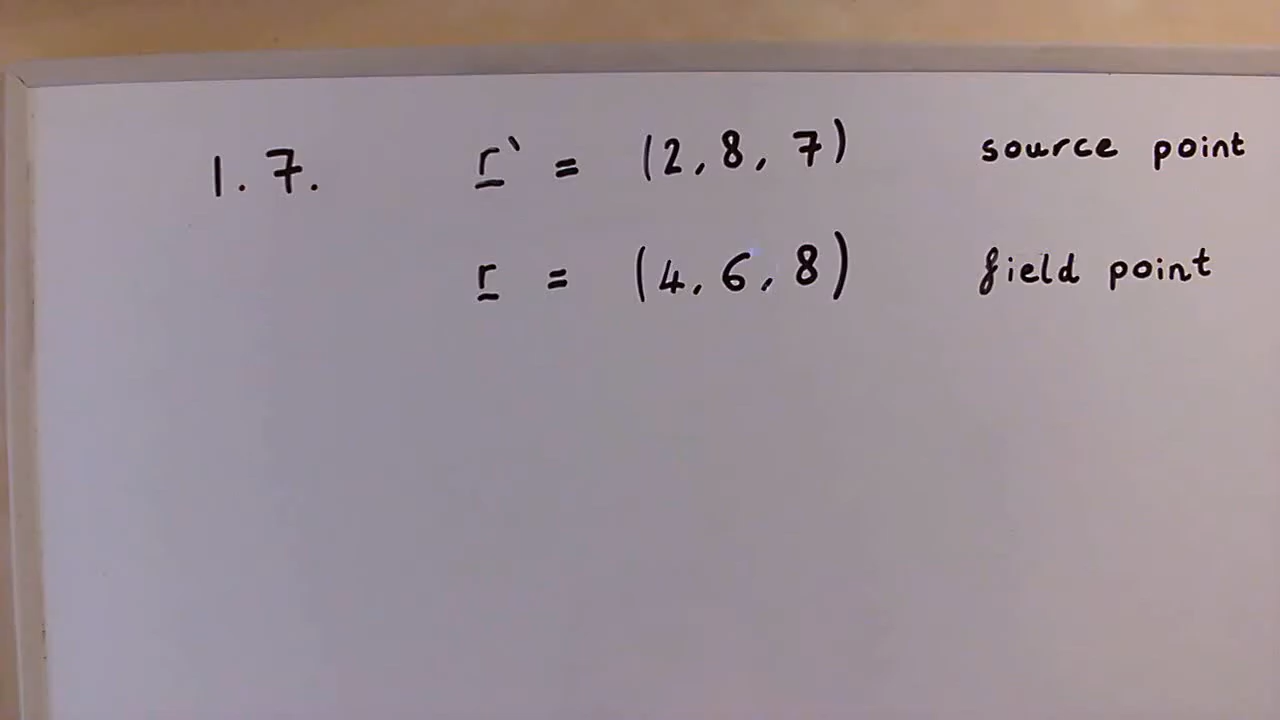 1.7. r' = (2, 8, 7) source point
r = (4, 6, 8) field point